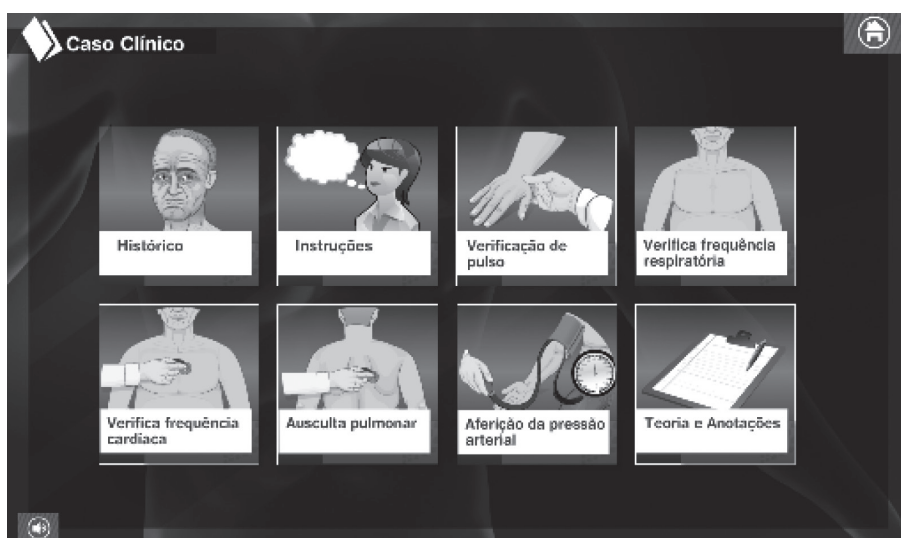 Caso Clínico
Histórico
Instruções
Verificação de
pulso
Verifica frequência
respiratória
Verifica frequência
cardíaca
Ausculta pulmonar
Aferição da pressão
arterial
Teoria e Anotações